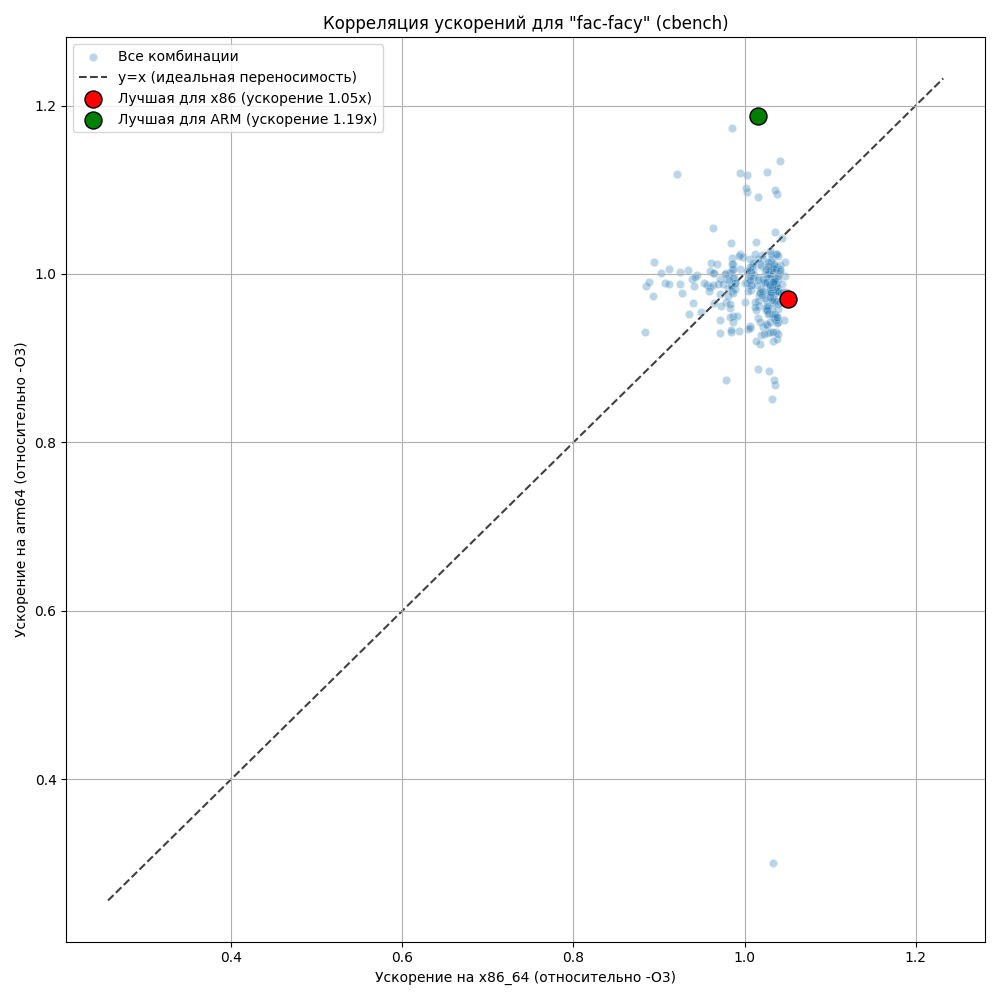 Корреляция ускорений для "fac-facy" (cbench)
Все комбинации
y=x (идеальная переносимость)
Лучшая для x86 (ускорение 1.05x)
Лучшая для ARM (ускорение 1.19x)
Ускорение на arm64 (относительно -O3)
1.2
1.0
0.8
0.6
0.4
0.4
0.6
0.8
1.0
1.2
Ускорение на x86_64 (относительно -O3)